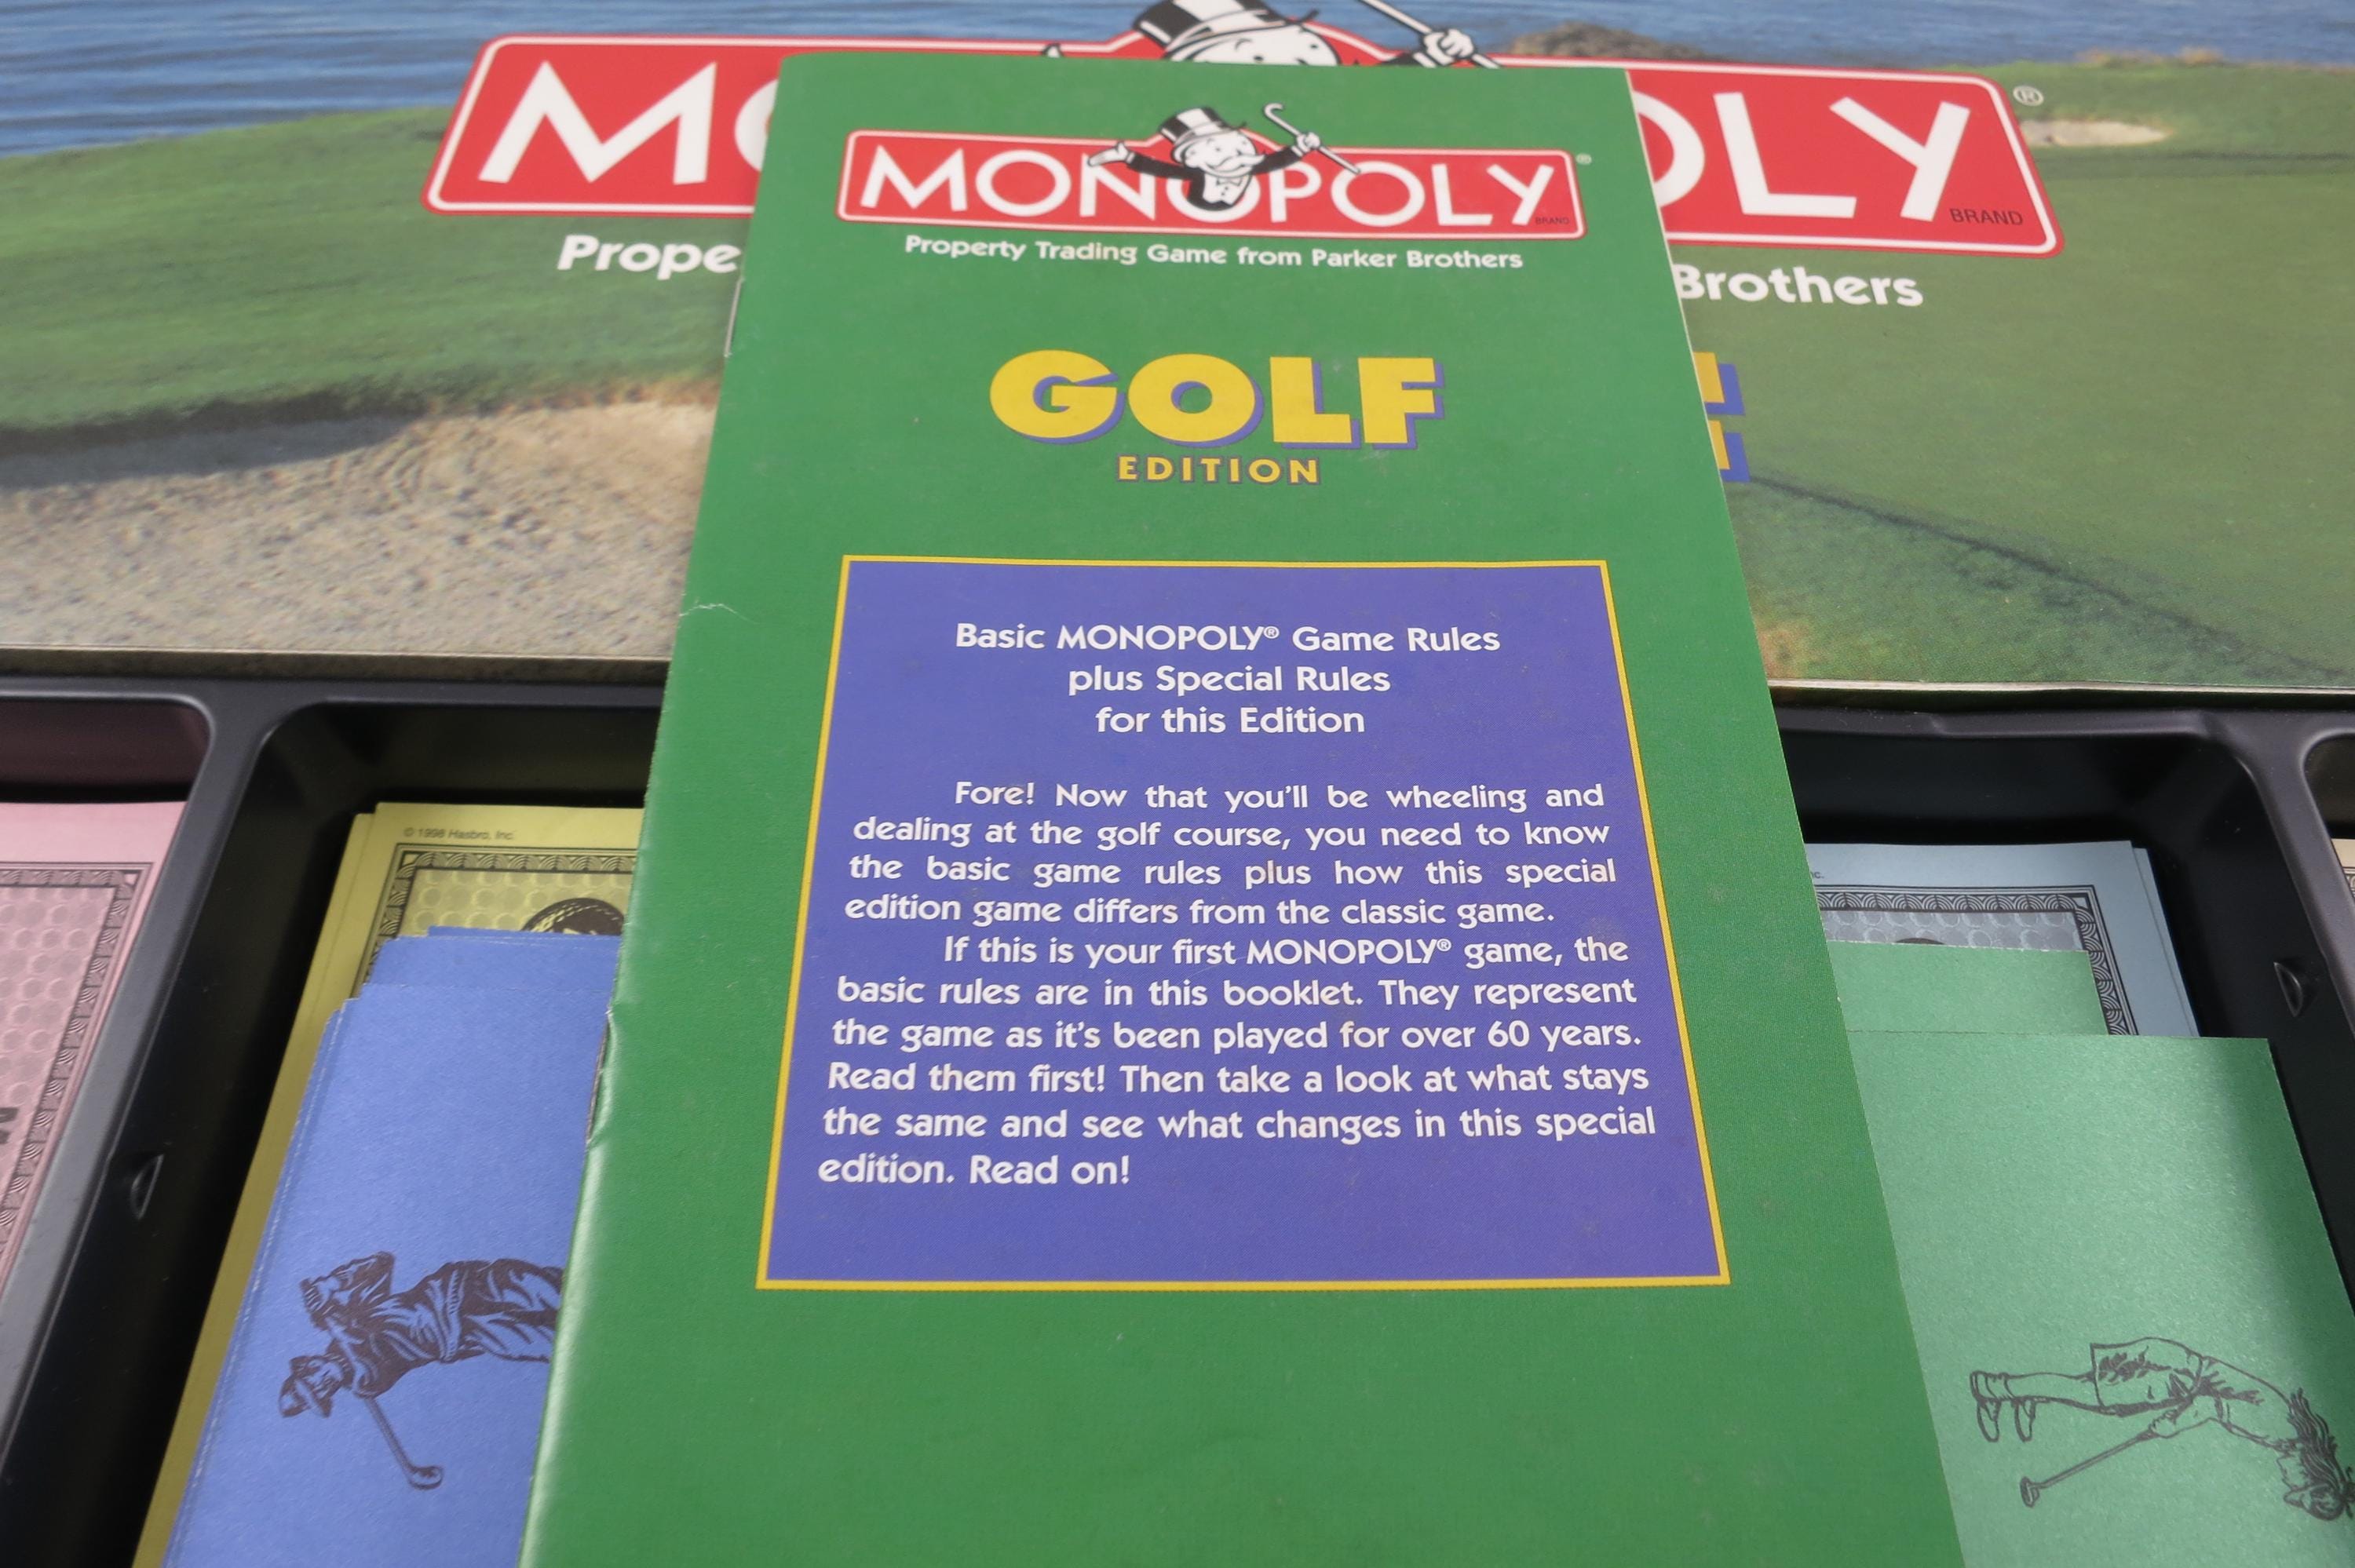 MONOPOLY®
BRAND
Property Trading Game from Parker Brothers
GOLF
EDITION
Basic MONOPOLY® Game Rules
plus Special Rules
for this Edition
Fore! Now that you'll be wheeling and
dealing at the golf course, you need to know
the basic game rules plus how this special
edition game differs from the classic game.
If this is your first MONOPOLY® game, the
basic rules are in this booklet. They represent
the game as it's been played for over 60 years.
Read them first! Then take a look at what stays
the same and see what changes in this special
edition. Read on!
OLY®
BRAND
Brothers
© 1998 Hasbro, Inc.